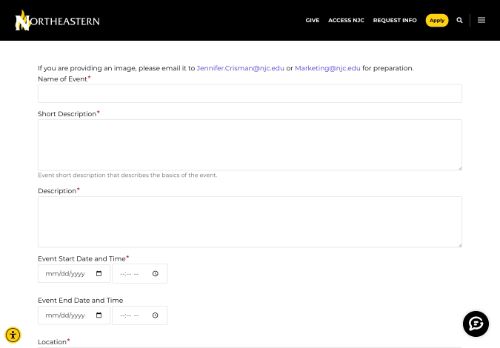 NORTHEASTERN
GIVE
ACCESS NJC
REQUEST INFO
Apply
If you are providing an image, please email it to Jennifer.Crisman@njc.edu or Marketing@njc.edu for preparation.
Name of Event*
Short Description*
Event short description that describes the basics of the event.
Description*
Event Start Date and Time*
mm/dd/yyyy
--:-- --
Event End Date and Time
mm/dd/yyyy
--:-- --
Location*